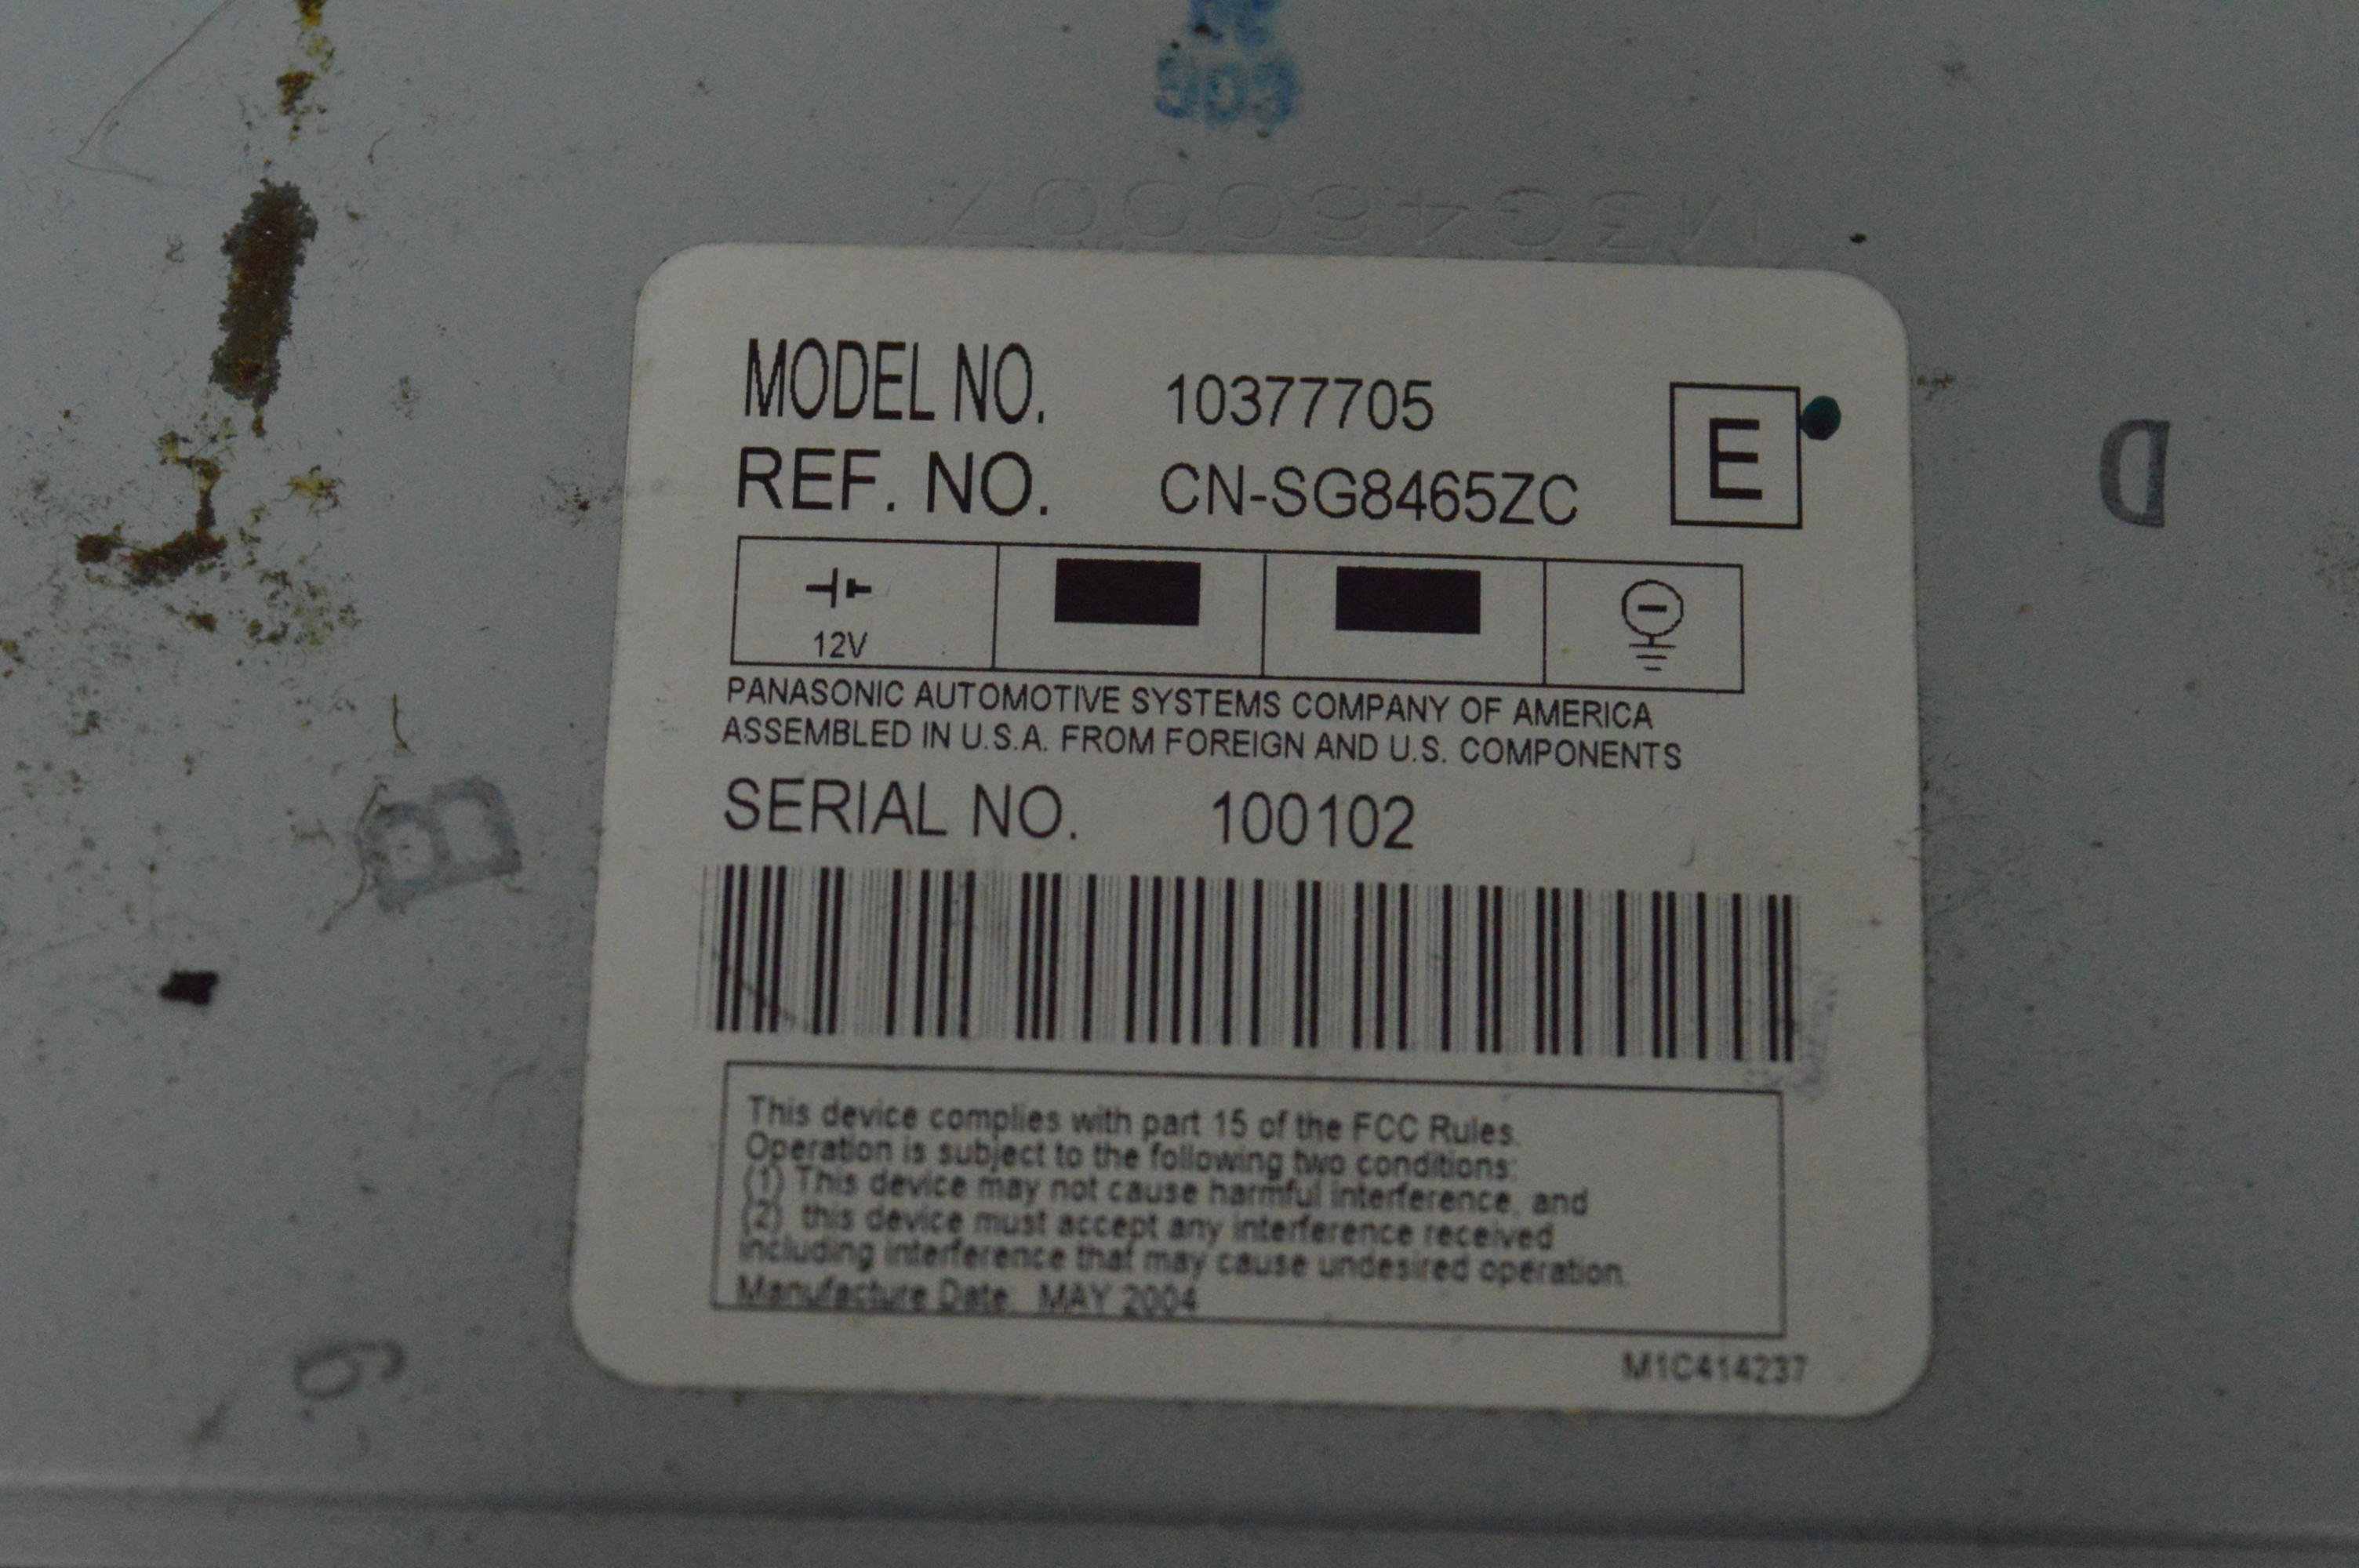 MODEL NO. 10377705
REF. NO. CN-SG8465ZC
E
12V
PANASONIC AUTOMOTIVE SYSTEMS COMPANY OF AMERICA
ASSEMBLED IN U.S.A. FROM FOREIGN AND U.S. COMPONENTS
SERIAL NO. 100102
This device complies with part 15 of the FCC Rules.
Operation is subject to the following two conditions:
(1) This device may not cause harmful interference, and
(2) this device must accept any interference received
including interference that may cause undesired operation.
Manufacture Date: MAY 2004
M1C414237
D
B